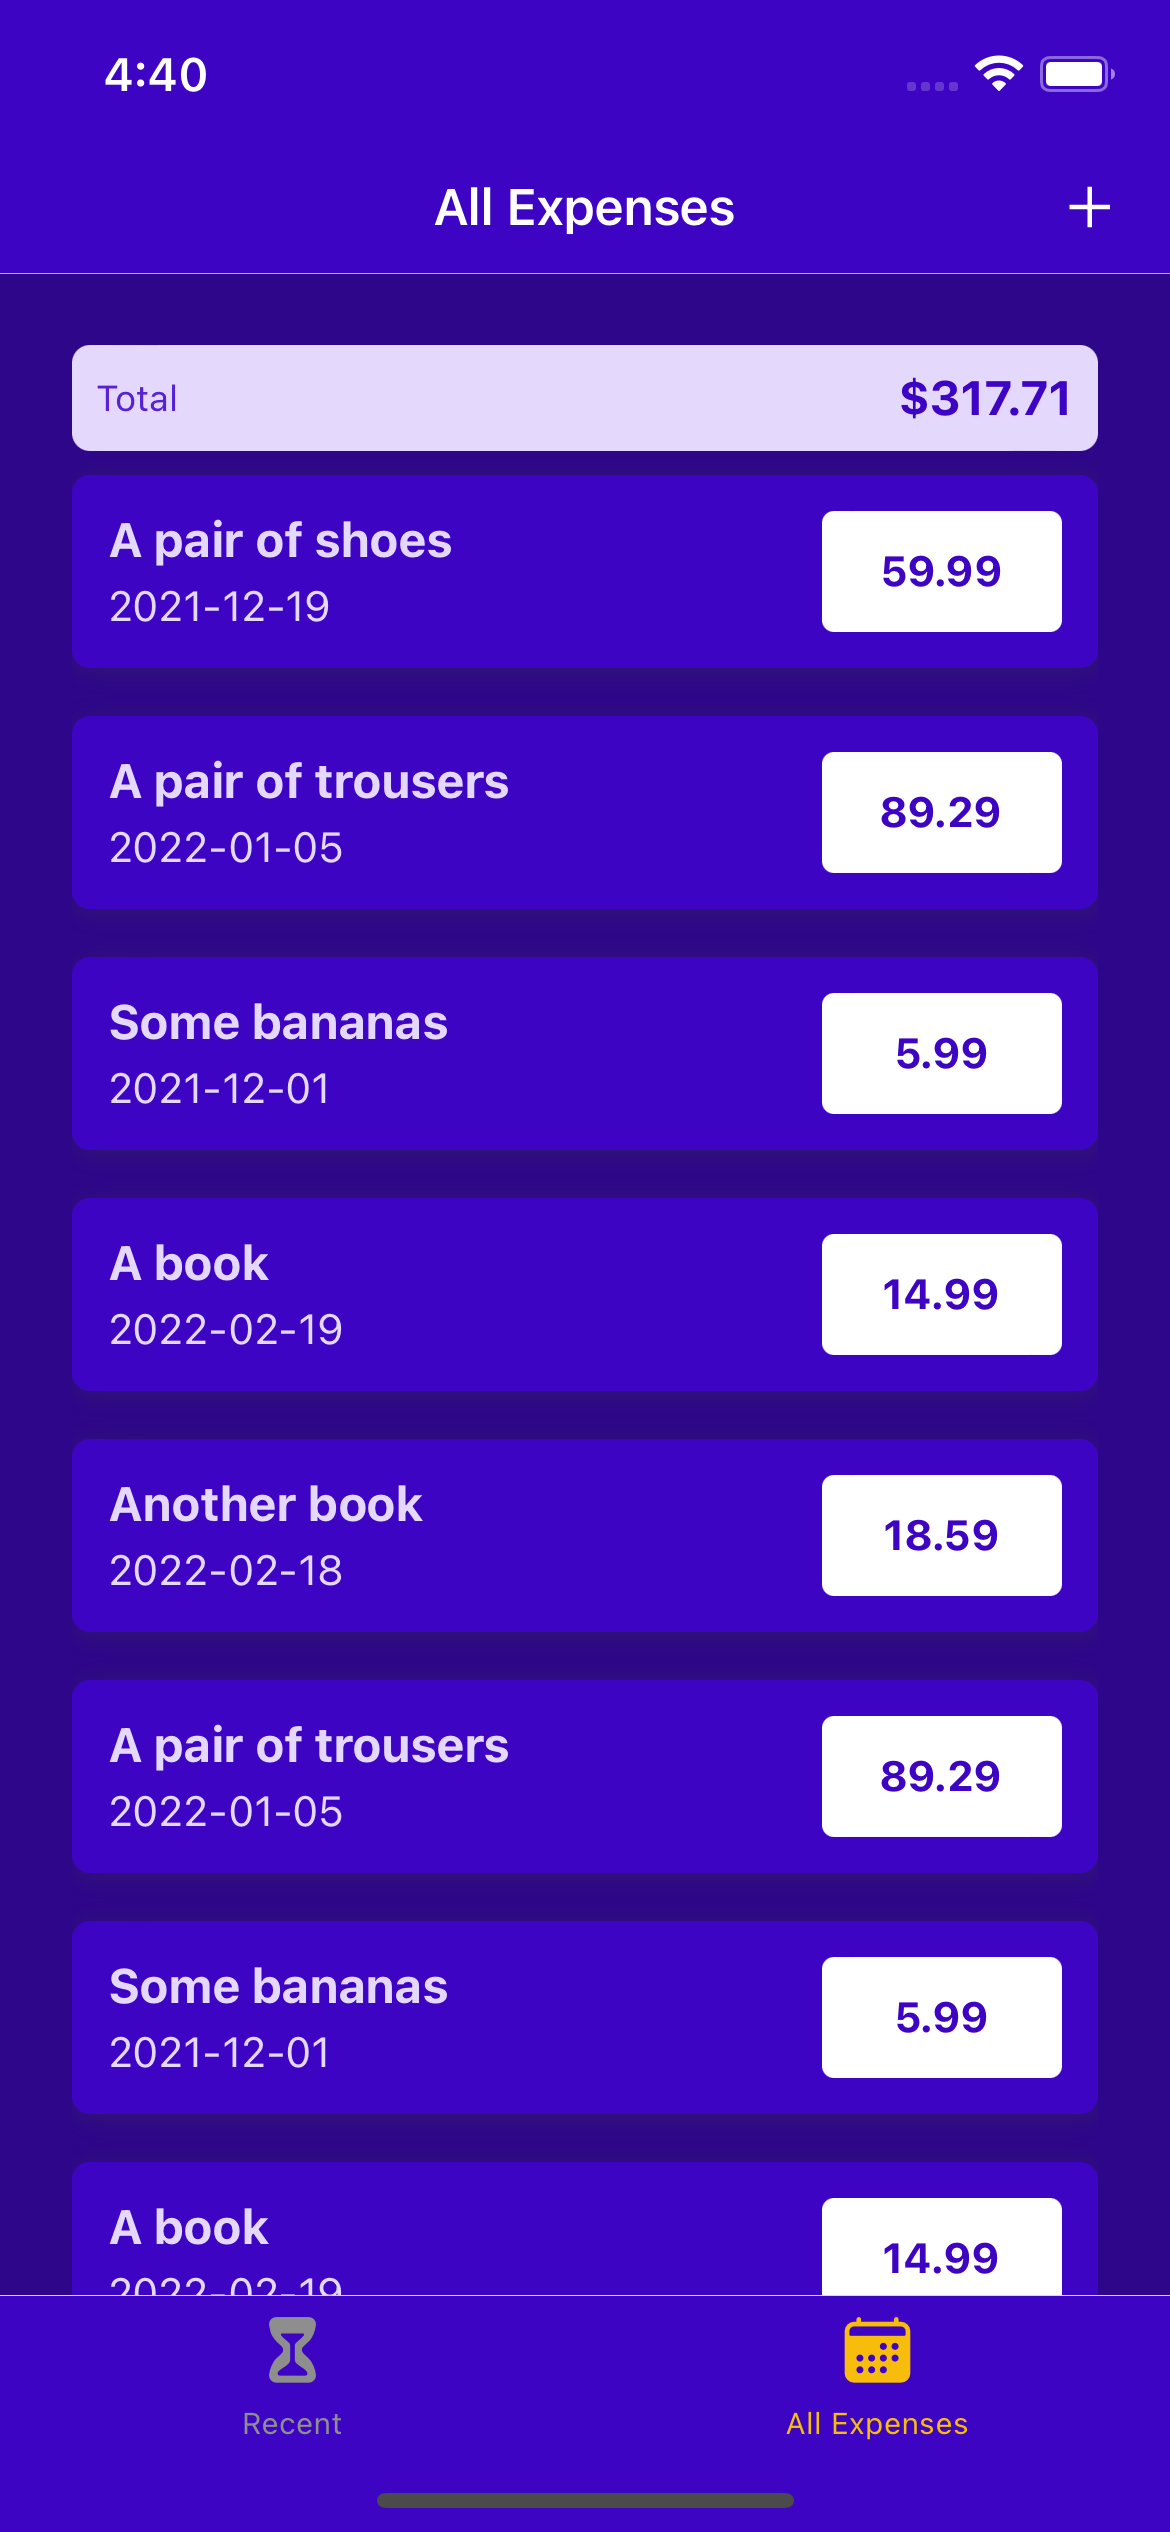 4:40
All Expenses
Total
$317.71
A pair of shoes
2021-12-19
59.99
A pair of trousers
2022-01-05
89.29
Some bananas
2021-12-01
5.99
A book
2022-02-19
14.99
Another book
2022-02-18
18.59
A pair of trousers
2022-01-05
89.29
Some bananas
2021-12-01
5.99
A book
2022-02-19
14.99
Recent
All Expenses